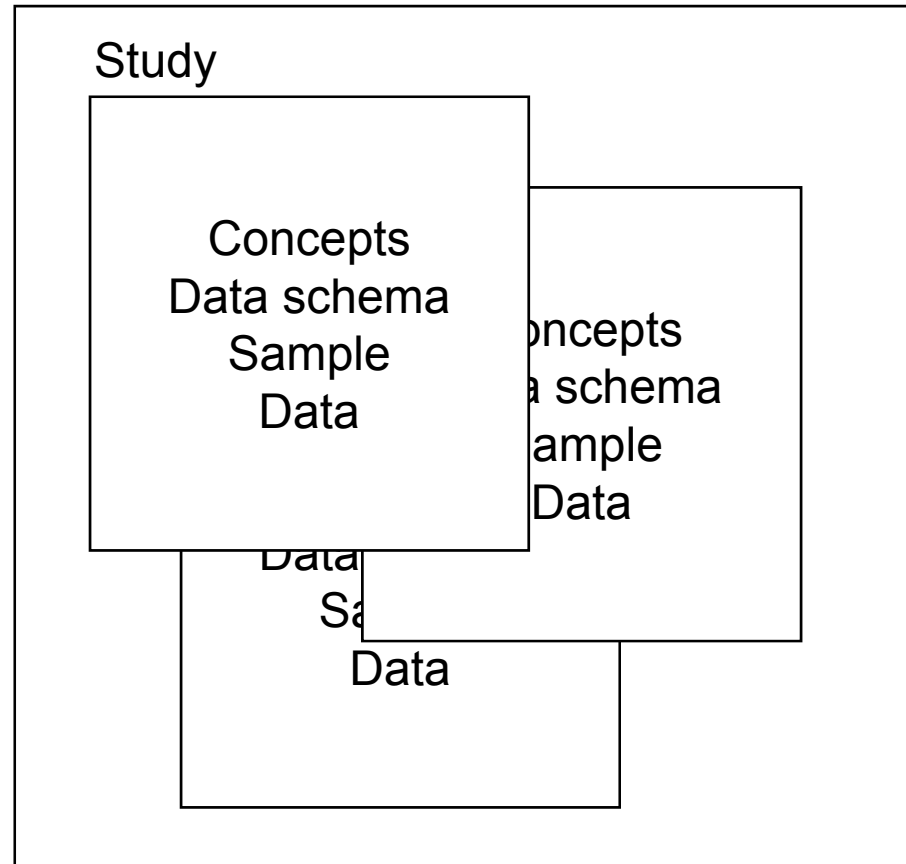 Study
Concepts
Data schema
Sample
Data
oncepts
a schema
ample
Data
Data
Sa
Data